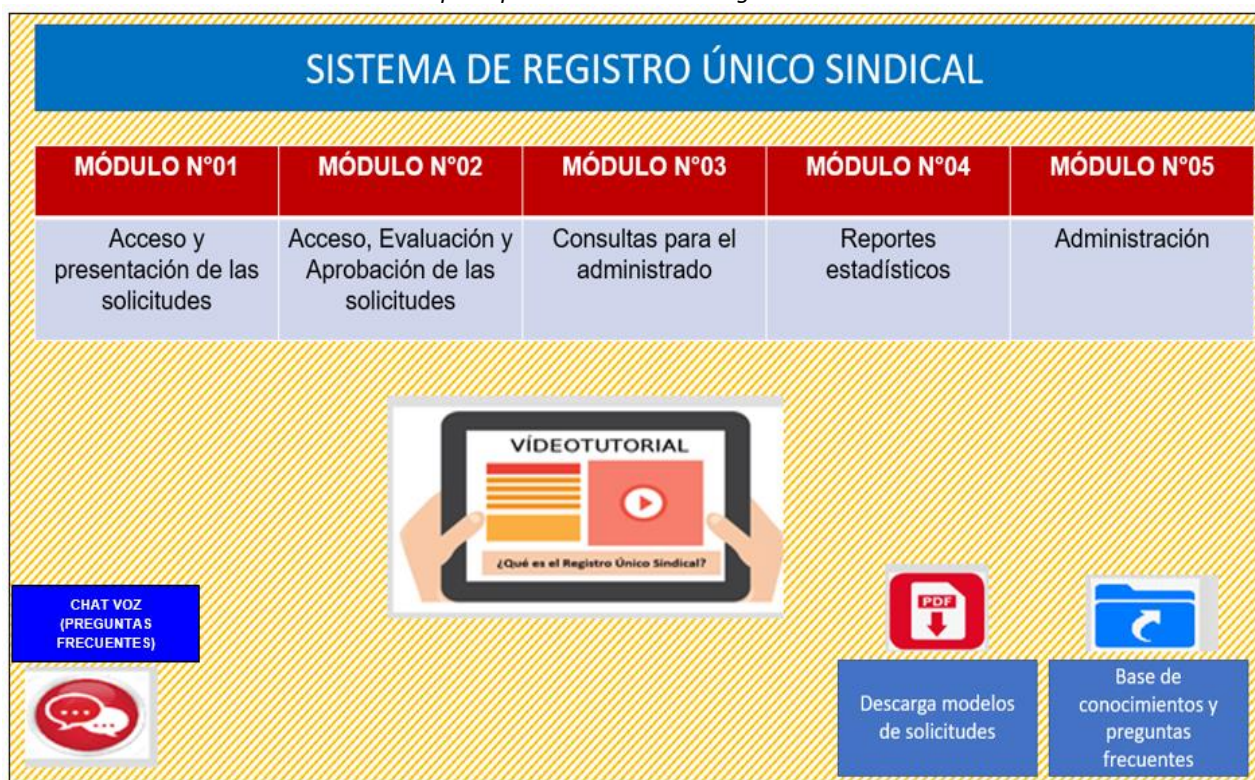 SISTEMA DE REGISTRO ÚNICO SINDICAL
MÓDULO N°01
MÓDULO N°02
MÓDULO N°03
MÓDULO N°04
MÓDULO N°05
Acceso y
presentación de las
solicitudes
Acceso, Evaluación y
Aprobación de las
solicitudes
Consultas para el
administrado
Reportes
estadísticos
Administración
VÍDEOTUTORIAL
¿Qué es el Registro Único Sindical?
CHAT VOZ
(PREGUNTAS
FRECUENTES)
PDF
Descarga modelos
de solicitudes
Base de
conocimientos y
preguntas
frecuentes